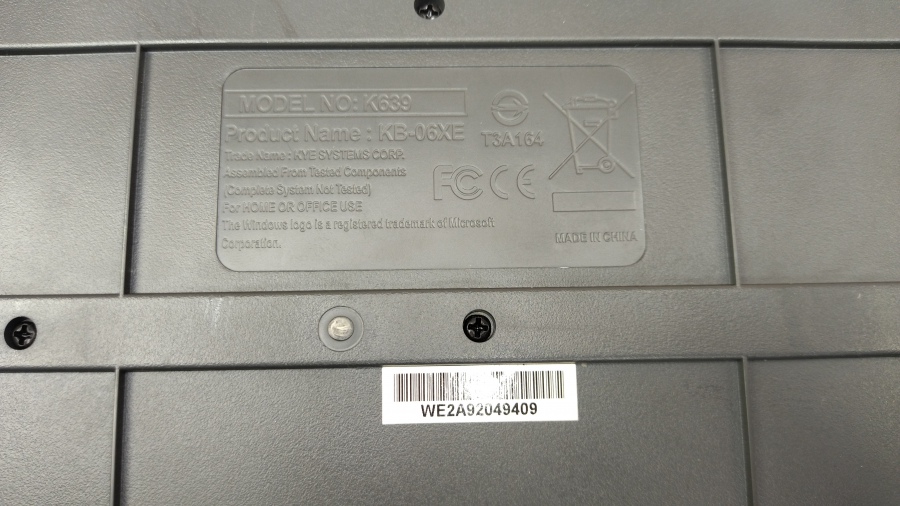 MODEL NO: K639
Product Name : KB-06XE
T3A164
Trade Name : KYE SYSTEMS CORP.
Assembled From Tested Components
(Complete System Not Tested)
For HOME OR OFFICE USE
FC CE
The Windows logo is a registered trademark of Microsoft
Corporation.
MADE IN CHINA
WE2A92049409